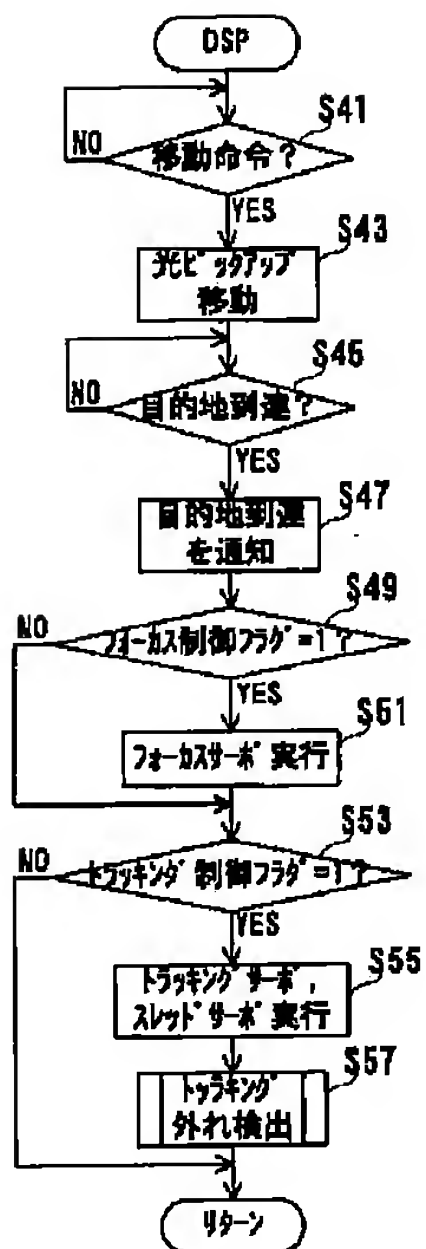 DSP
S41
NO
移動命令?
YES
S43
光ピックアップ
移動
S45
NO
目的地到達?
YES
S47
目的地到達
を通知
S49
NO
フォーカス制御フラグ=1?
YES
S51
フォーカスサーボ実行
S53
NO
トラッキング制御フラグ=1?
YES
S55
トラッキングサーボ,
スレッドサーボ実行
S57
トッラキング
外れ検出
リターン